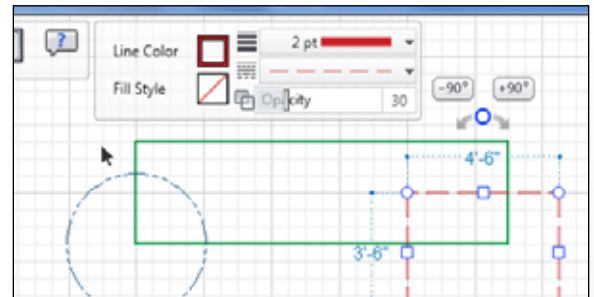 ?
Line Color
2 pt
Fill Style
Opacity
30
-90°
+90°
4'-6"
3'-6"